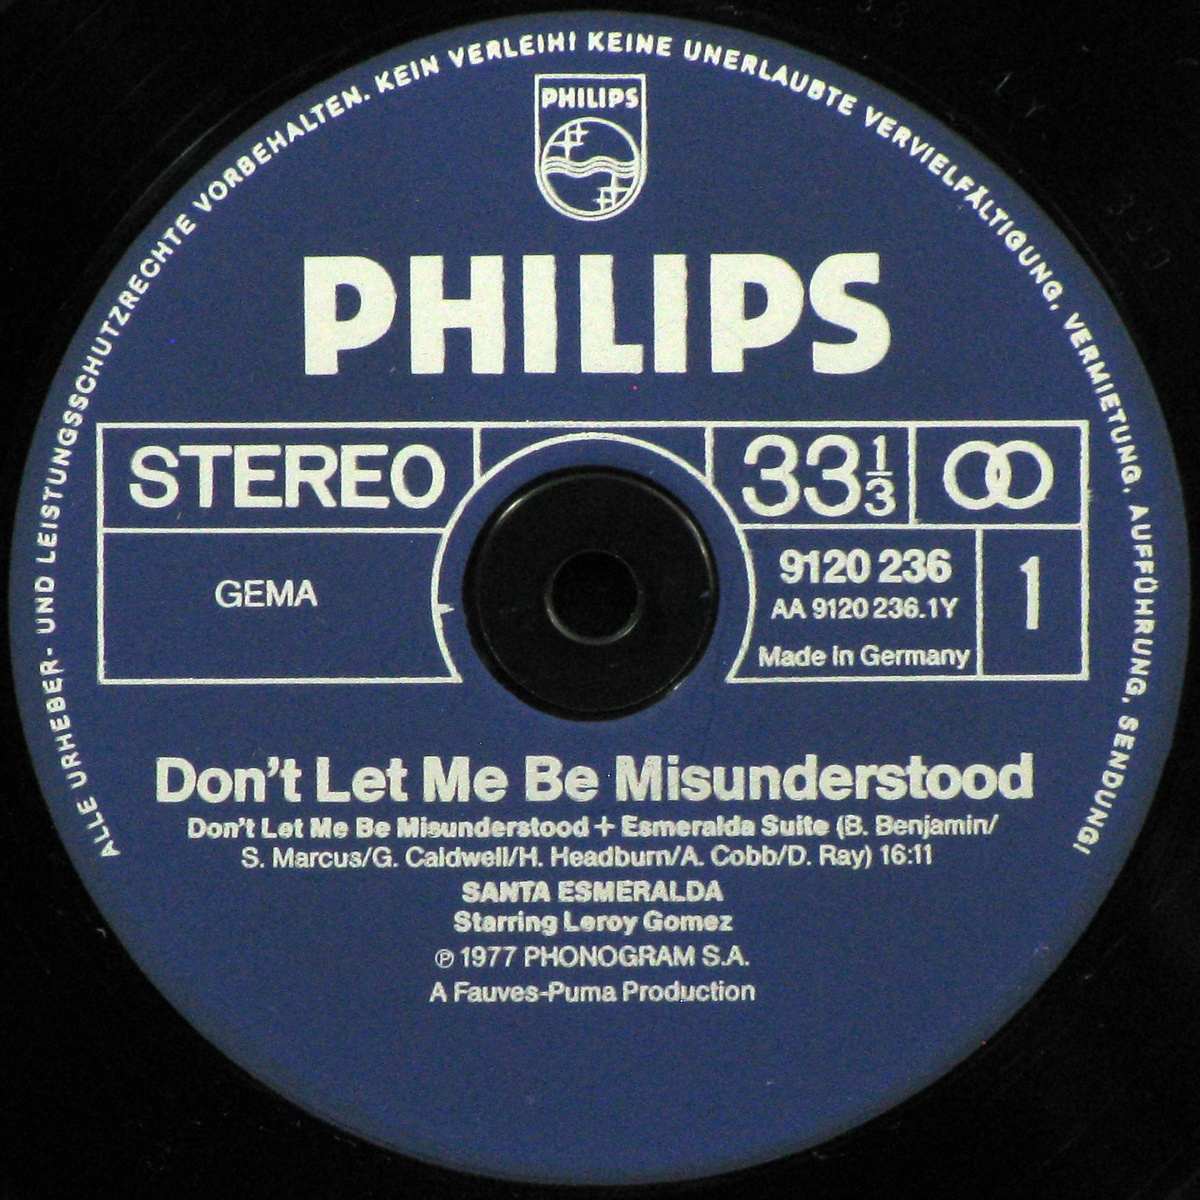 ALLE URHEBER- UND LEISTUNGSSCHUTZRECHTE VORBEHALTEN. KEIN VERLEIH! KEINE UNERLAUBTE VERVIELFÄLTIGUNG, VERMIETUNG, AUFFÜHRUNG, SENDUNG!
PHILIPS
PHILIPS
STEREO
33 1/3
GEMA
9120 236
AA 9120 236.1Y
Made in Germany
1
Don't Let Me Be Misunderstood
Don't Let Me Be Misunderstood + Esmeralda Suite (B. Benjamin/
S. Marcus/G. Caldwell/H. Headburn/A. Cobb/D. Ray) 16:11
SANTA ESMERALDA
Starring Leroy Gomez
℗ 1977 PHONOGRAM S.A.
A Fauves-Puma Production